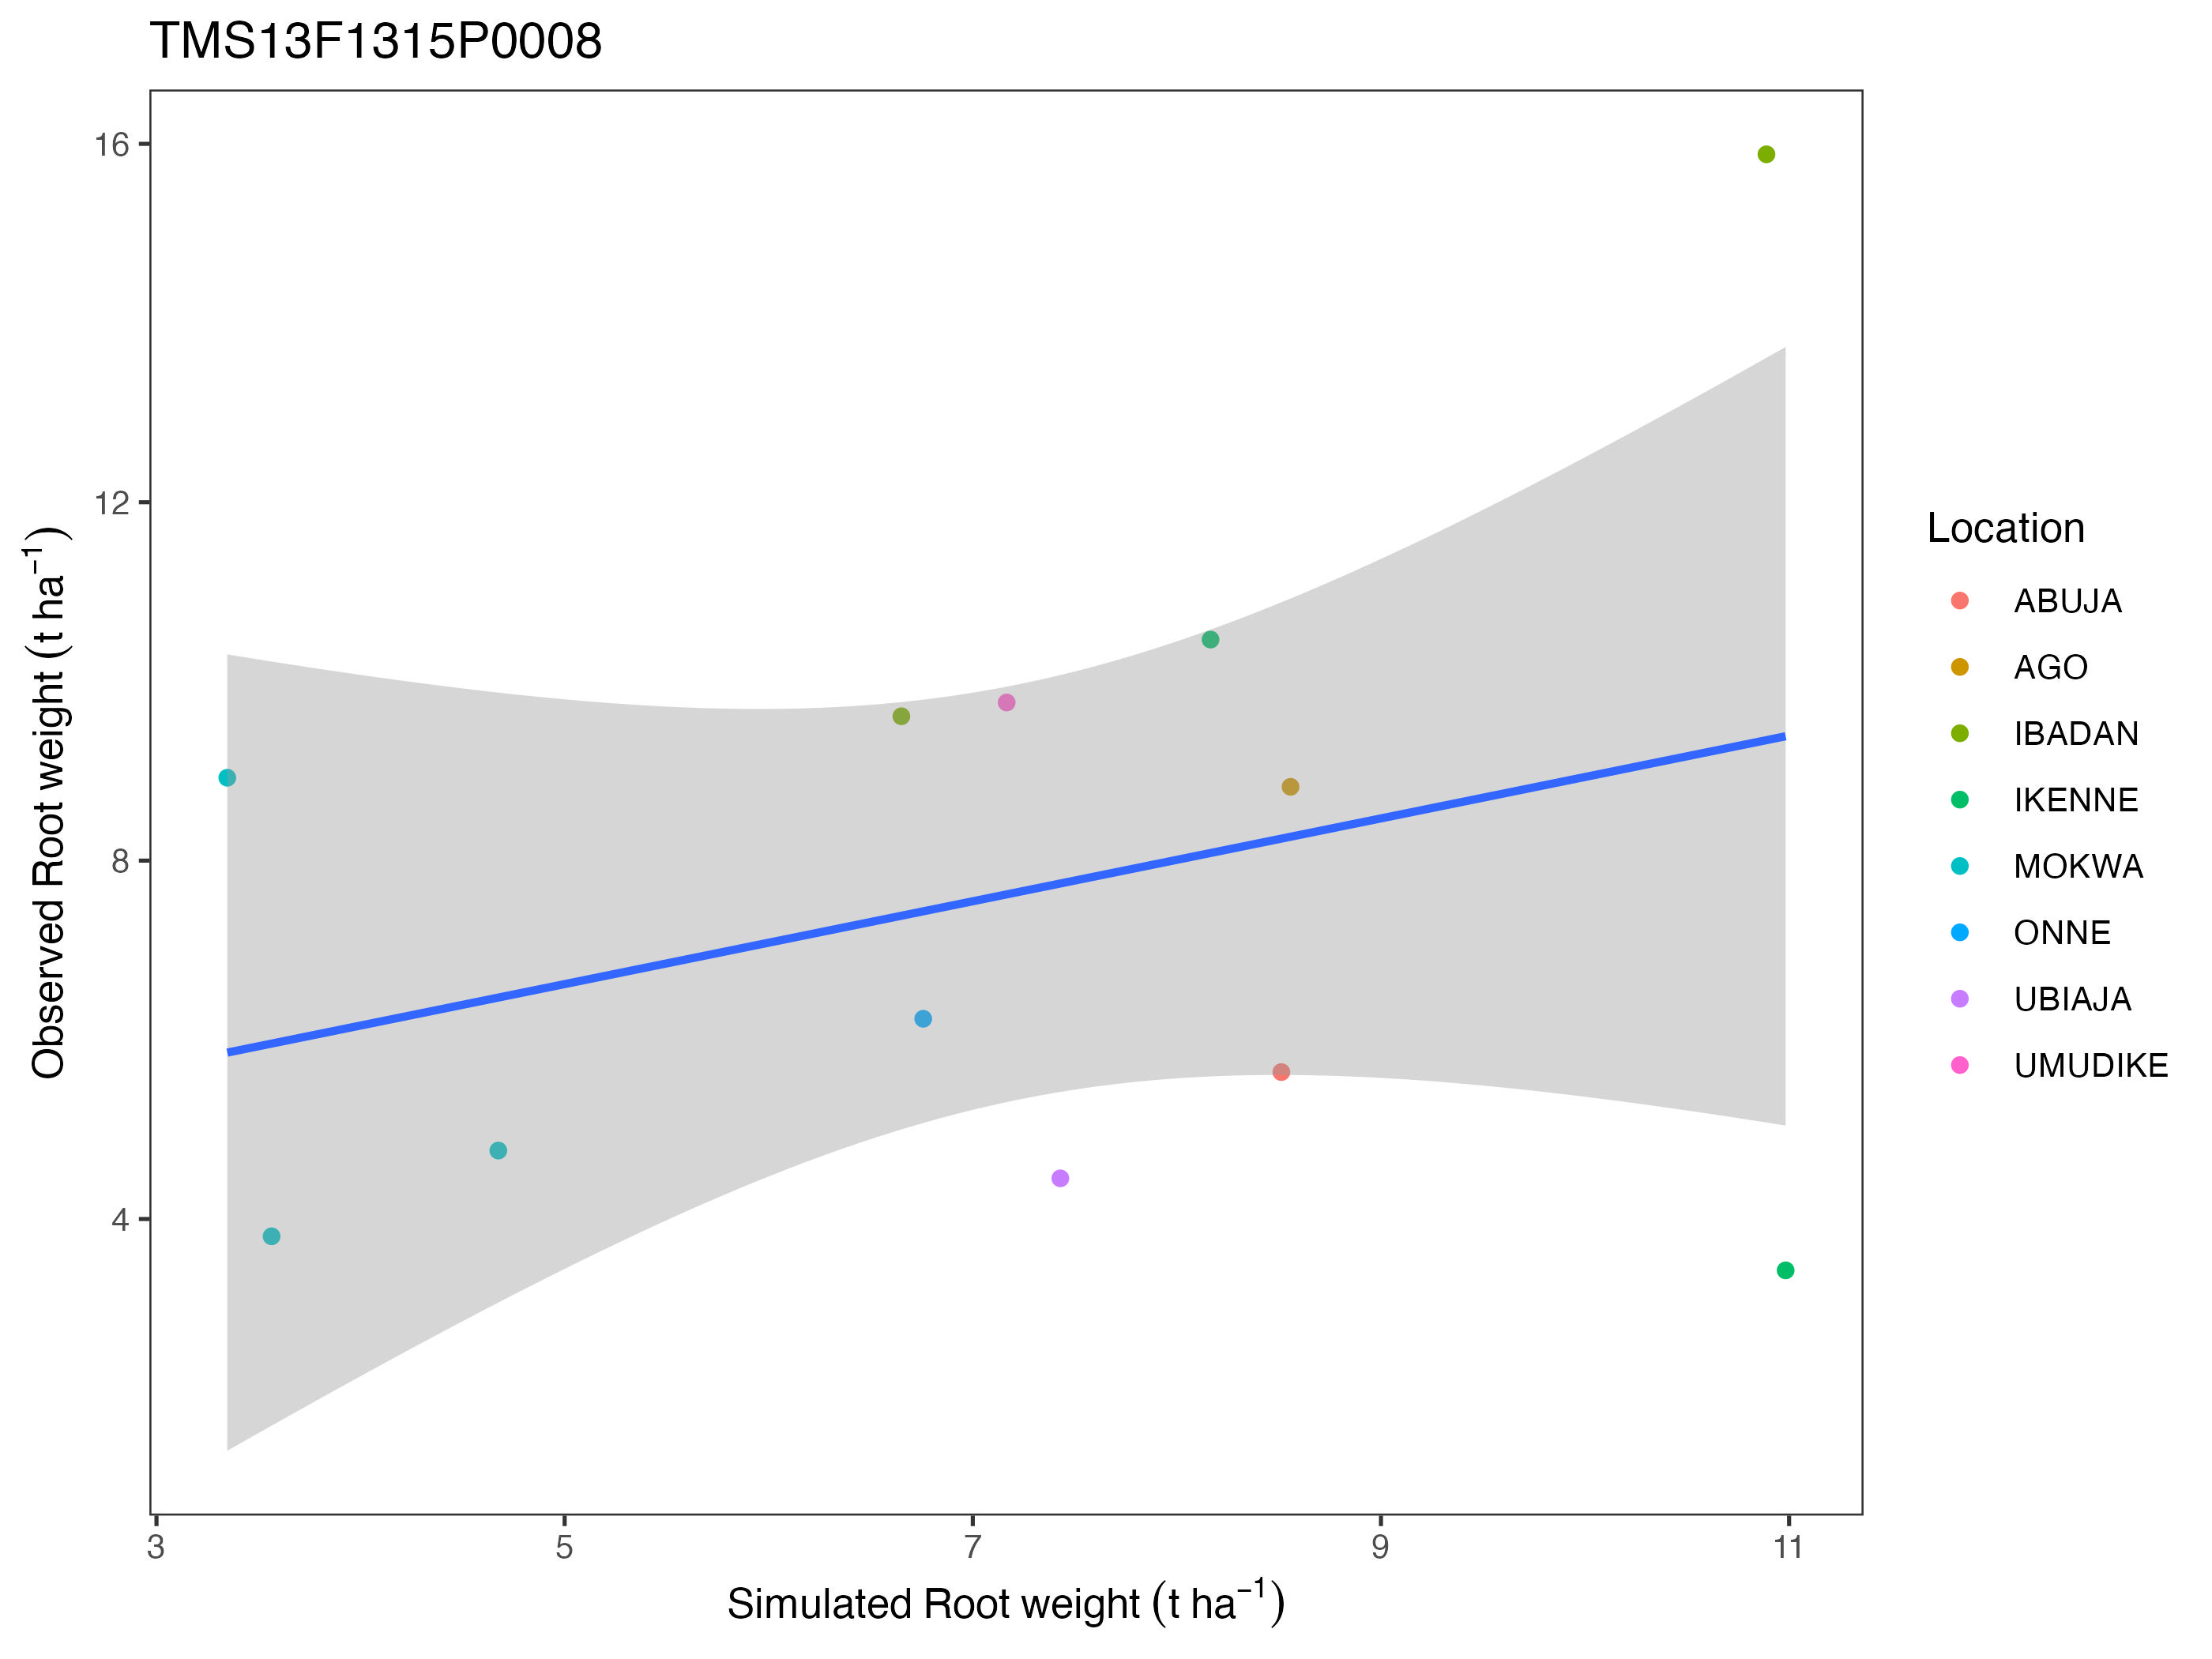 TMS13F1315P0008
Observed Root weight (t ha⁻¹)
16
12
8
4
3 5 7 9 11
Simulated Root weight (t ha⁻¹)
Location
ABUJA
AGO
IBADAN
IKENNE
MOKWA
ONNE
UBIAJA
UMUDIKE